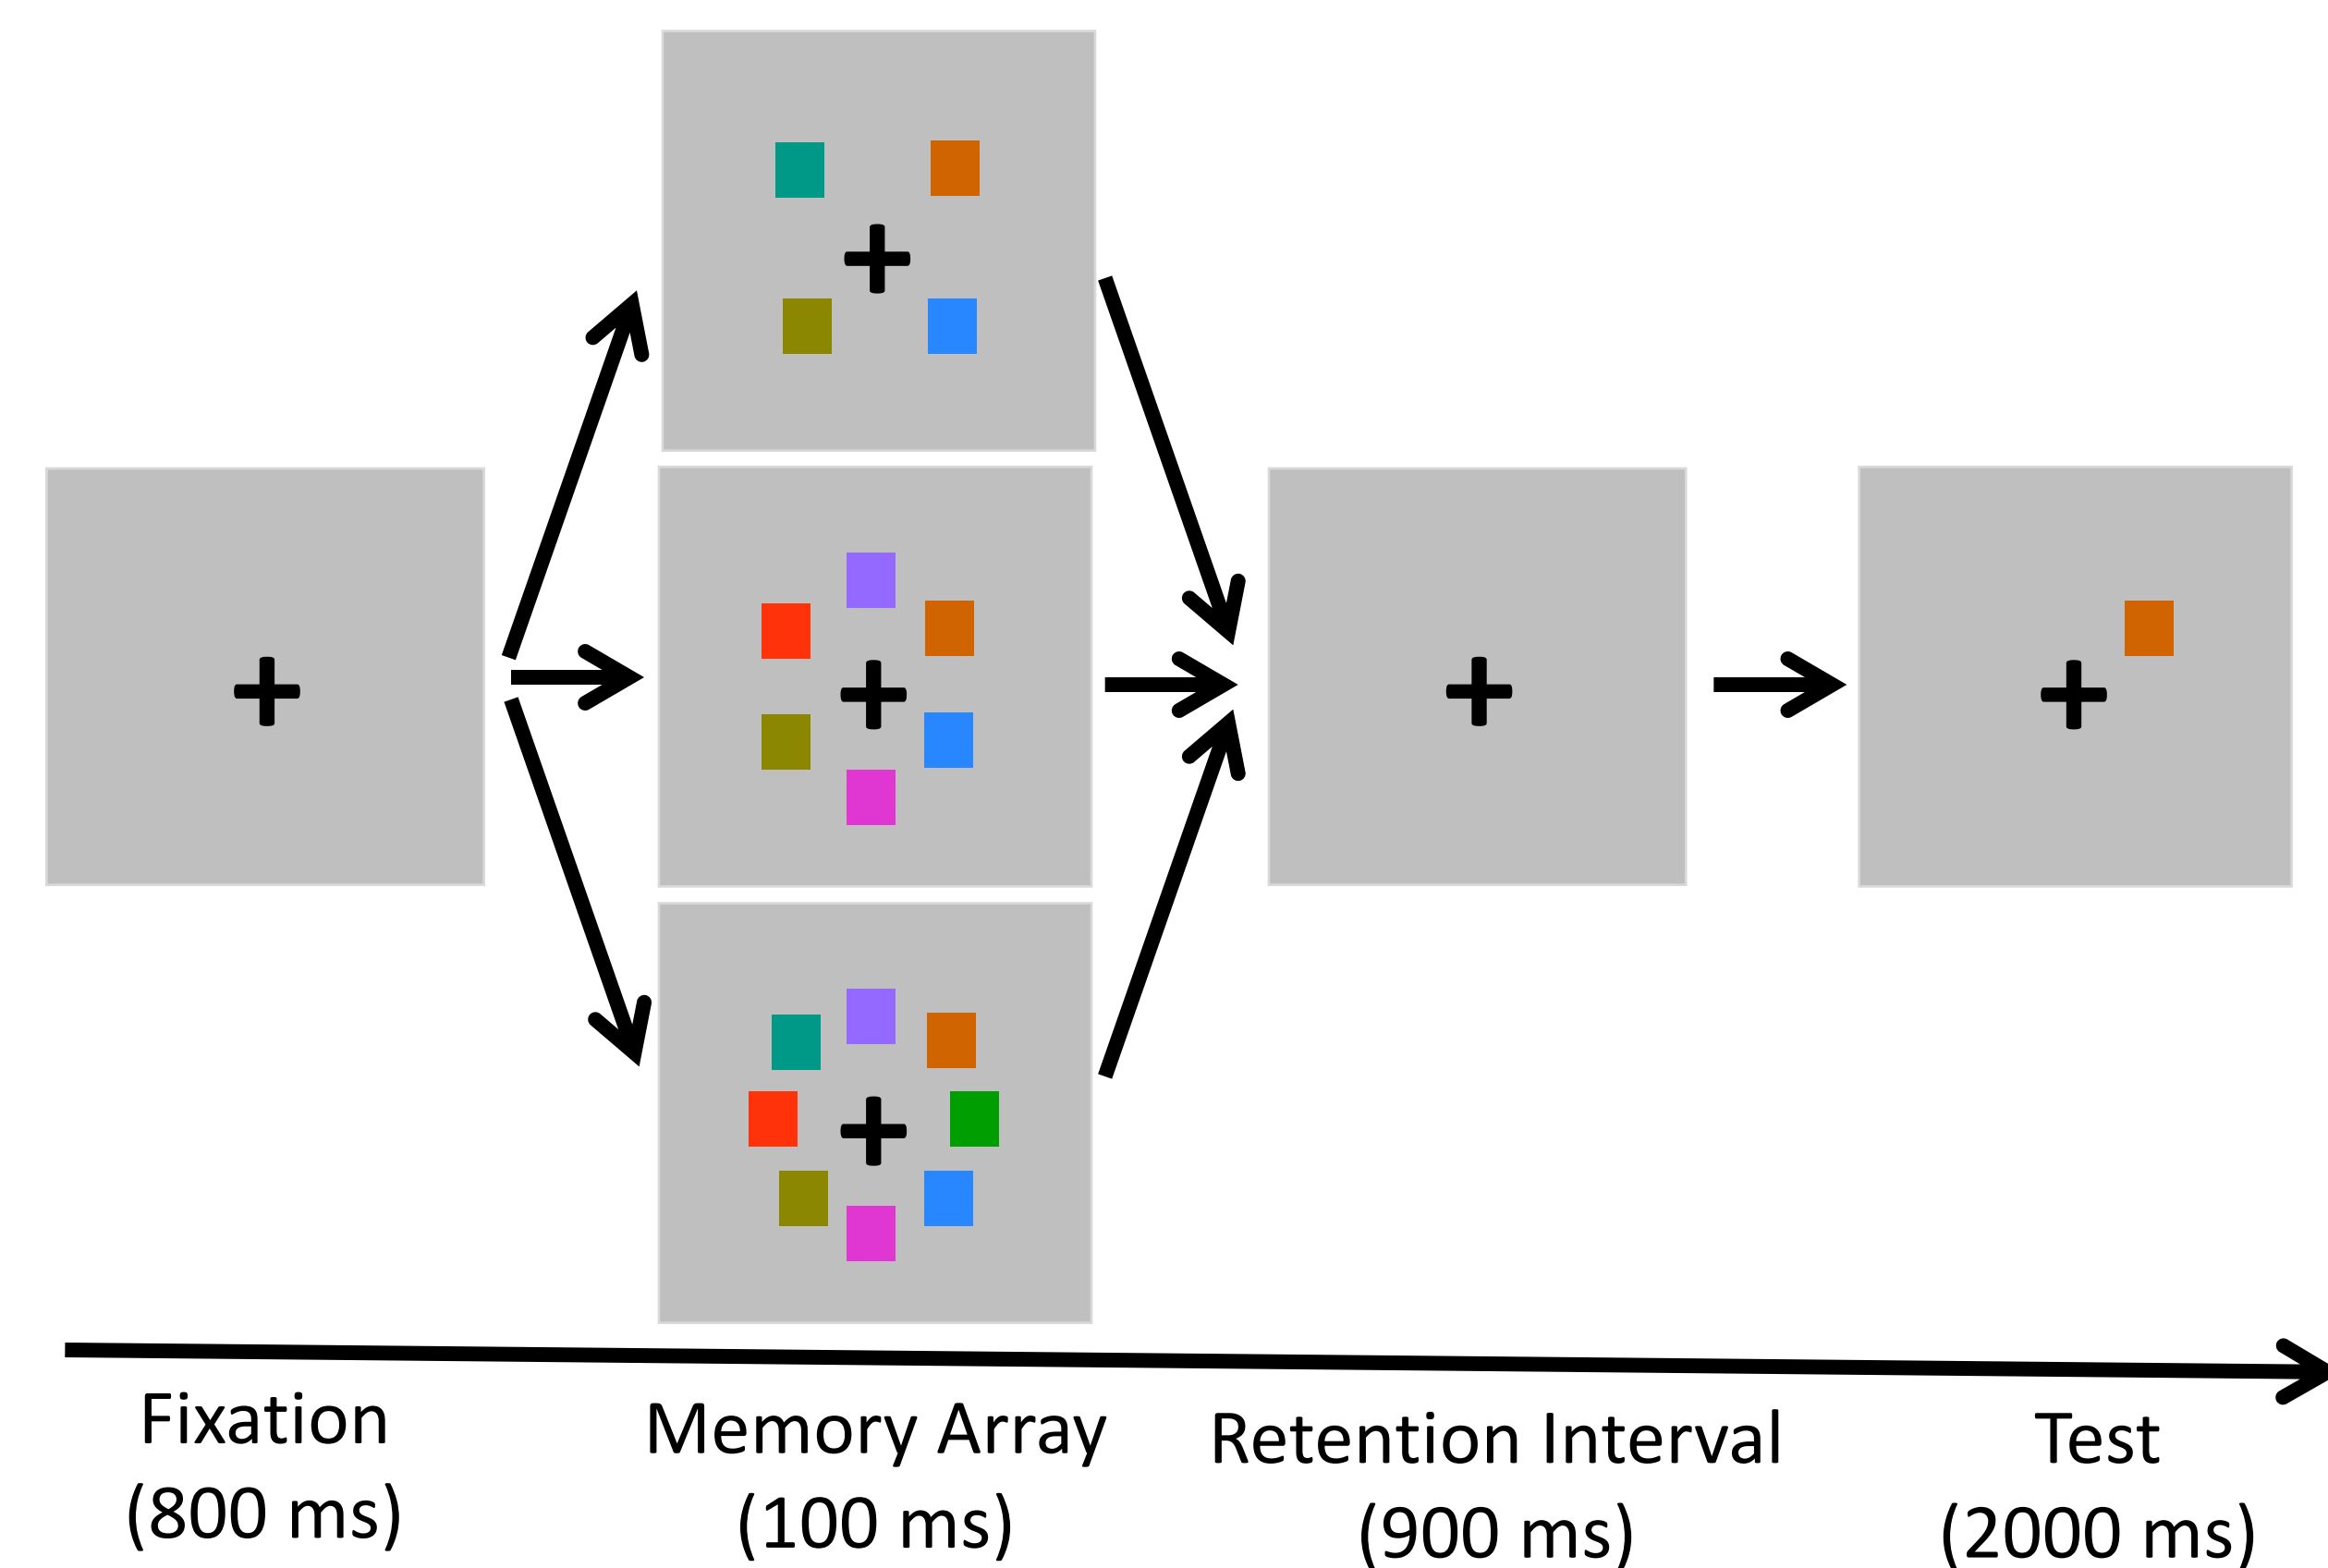 Fixation
(800 ms)
Memory Array
(100 ms)
Retention Interval
(900 ms)
Test
(2000 ms)